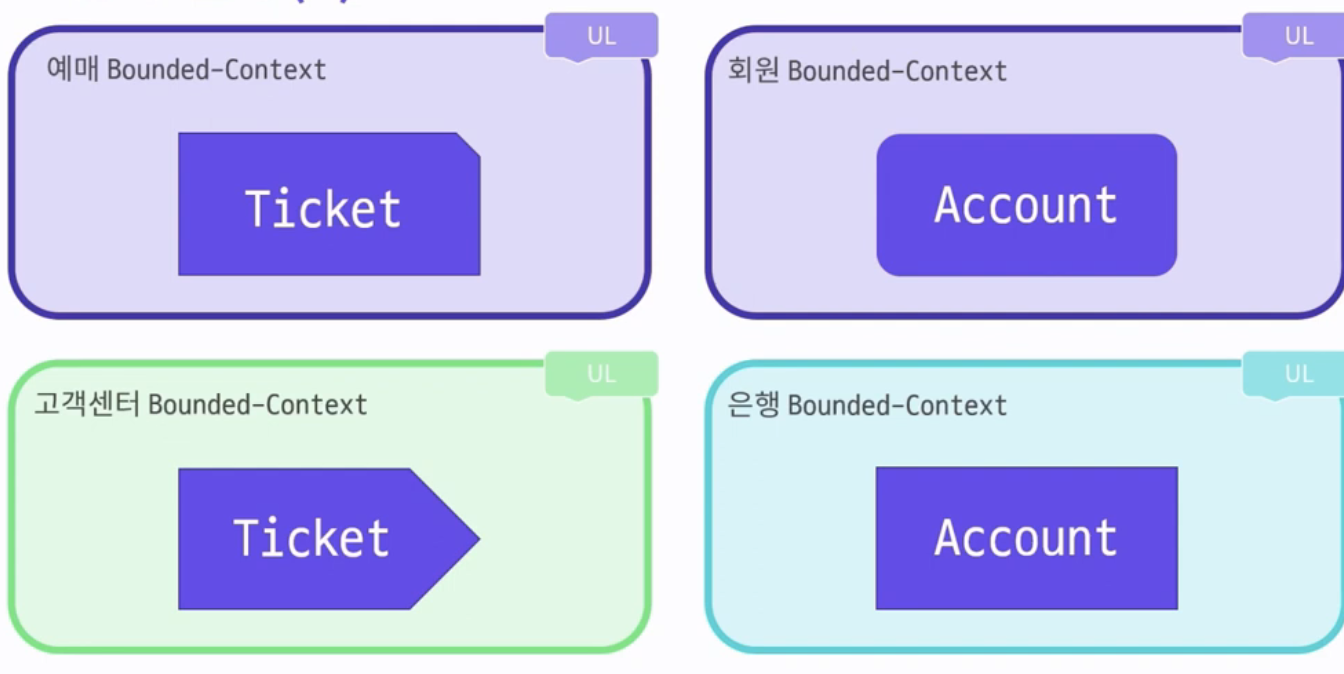 UL
예매 Bounded-Context
Ticket
UL
회원 Bounded-Context
Account
UL
고객센터 Bounded-Context
Ticket
UL
은행 Bounded-Context
Account